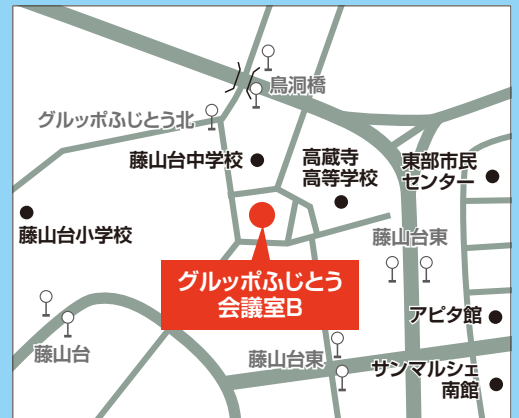 鳥洞橋
グルッポふじとう北
藤山台中学校
高蔵寺
高等学校
東部市民
センター
藤山台小学校
藤山台東
グルッポふじとう
会議室B
アピタ館
藤山台
藤山台東
サンマルシェ
南館